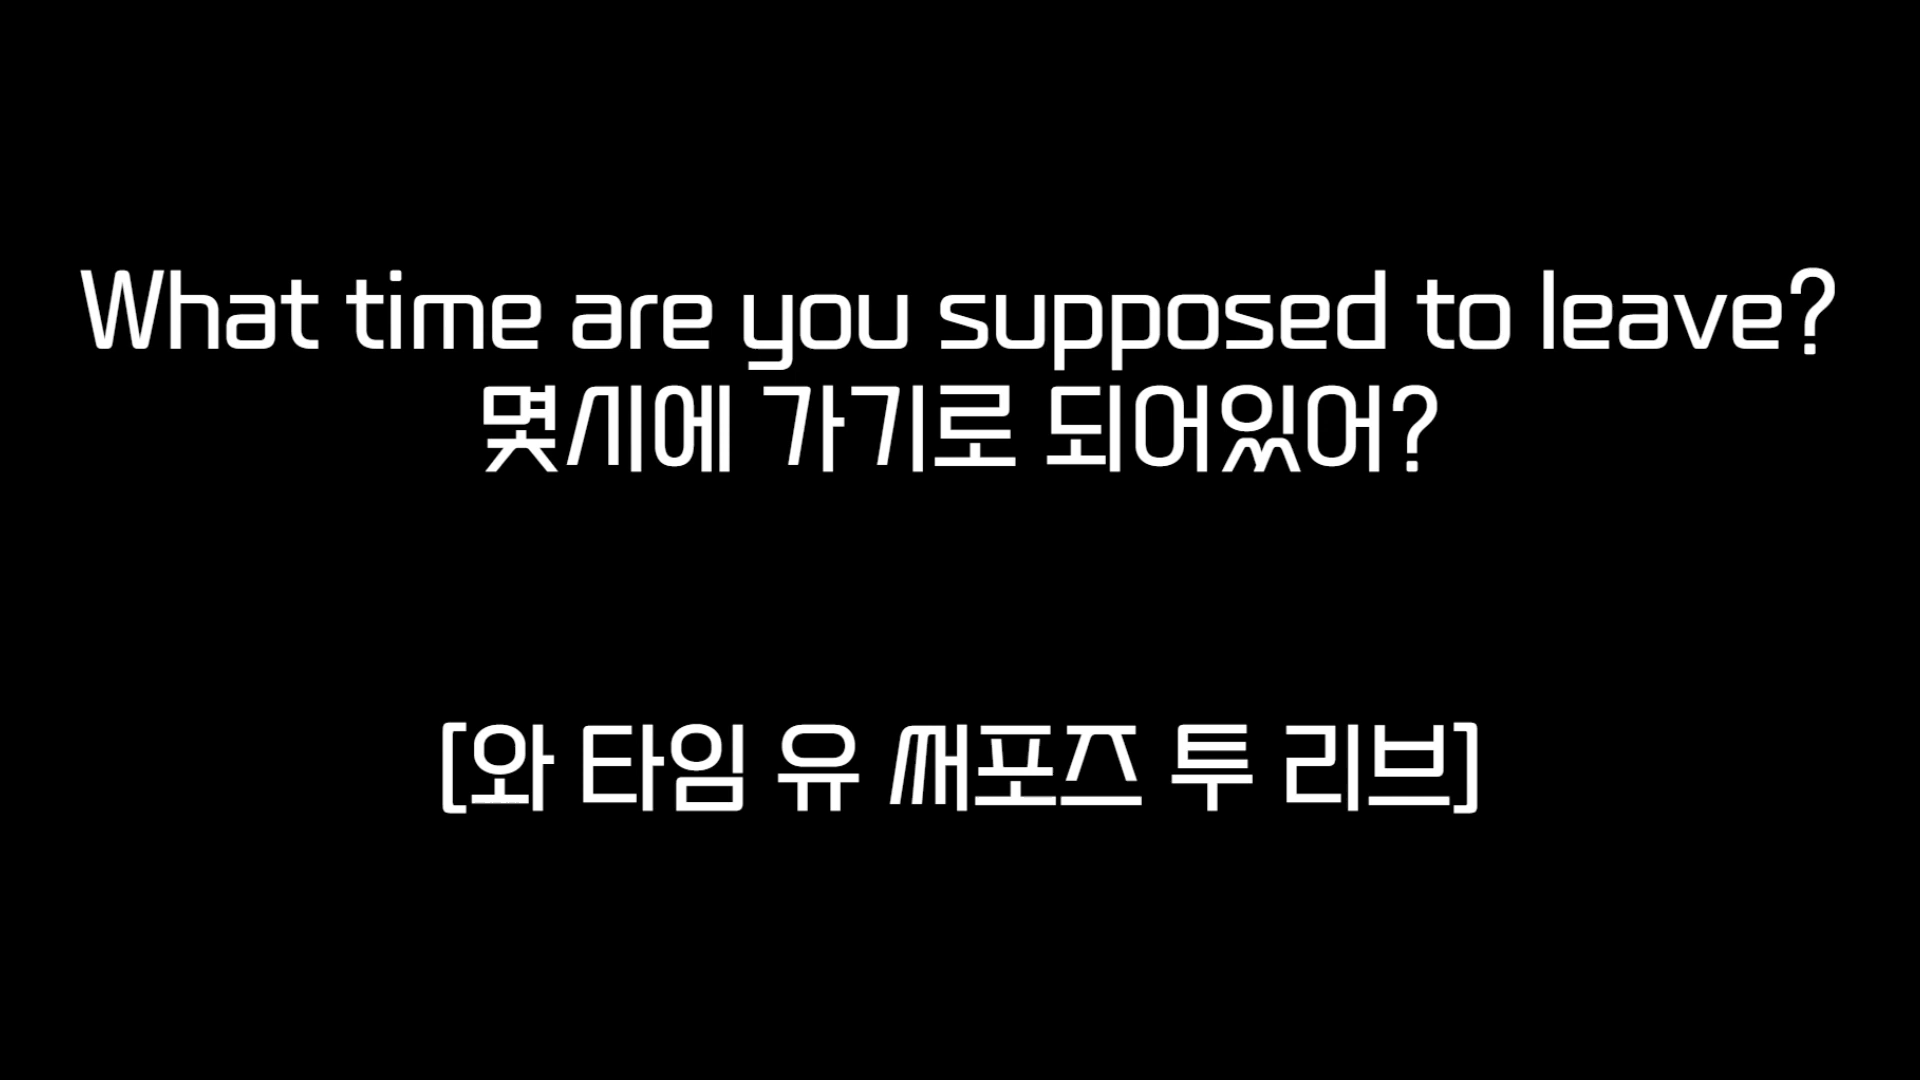 What time are you supposed to leave?
몇시에 가기로 되어있어?
[와 타임 유 써포즈 투 리브]